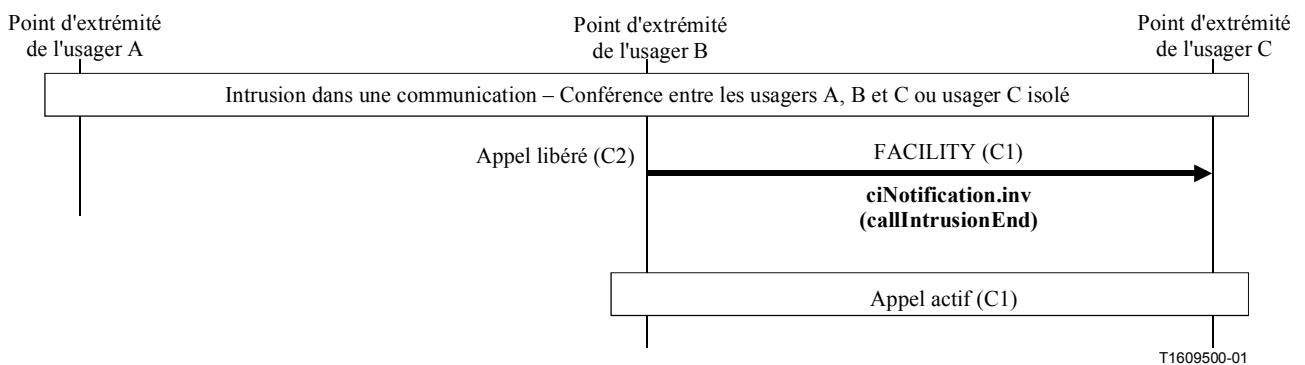 Point d'extrémité
de l'usager A
Point d'extrémité
de l'usager B
Point d'extrémité
de l'usager C
Intrusion dans une communication – Conférence entre les usagers A, B et C ou usager C isolé
Appel libéré (C2)
FACILITY (C1)
ciNotification.inv
(callIntrusionEnd)
Appel actif (C1)
T1609500-01